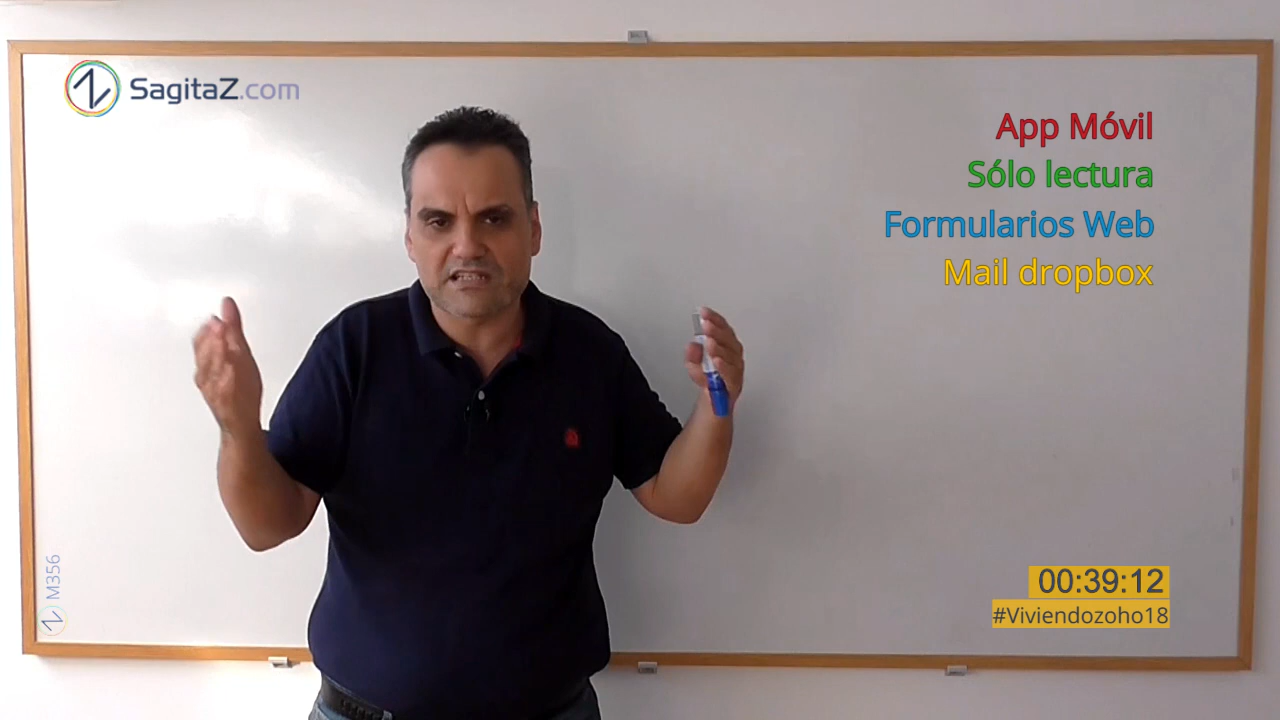 SagitaZ.com
App Móvil
Sólo lectura
Formularios Web
Mail dropbox
M356
00:39:12
#Viviendozoho18